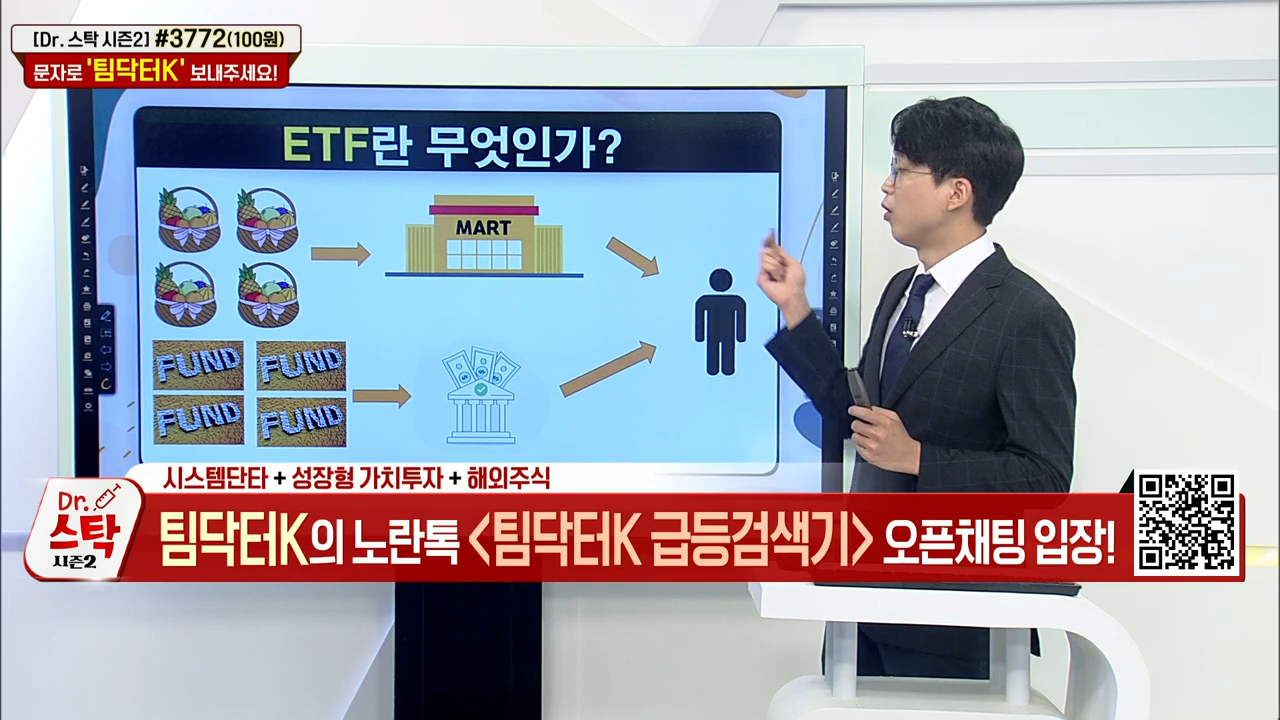 [Dr. 스탁 시즌2] #3772(100원)
문자로 '팀닥터K' 보내주세요!
ETF란 무엇인가?
MART
FUND FUND
FUND FUND
시스템단타 + 성장형 가치투자 + 해외주식
Dr.
스탁
시즌2
팀닥터K의 노란톡 <팀닥터K 급등검색기> 오픈채팅 입장!